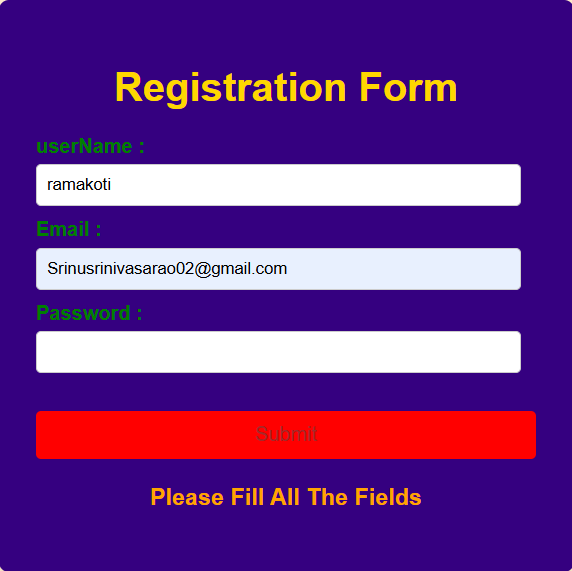 Registration Form
userName :
ramakoti
Email :
Srinusrinivasarao02@gmail.com
Password :
Submit
Please Fill All The Fields